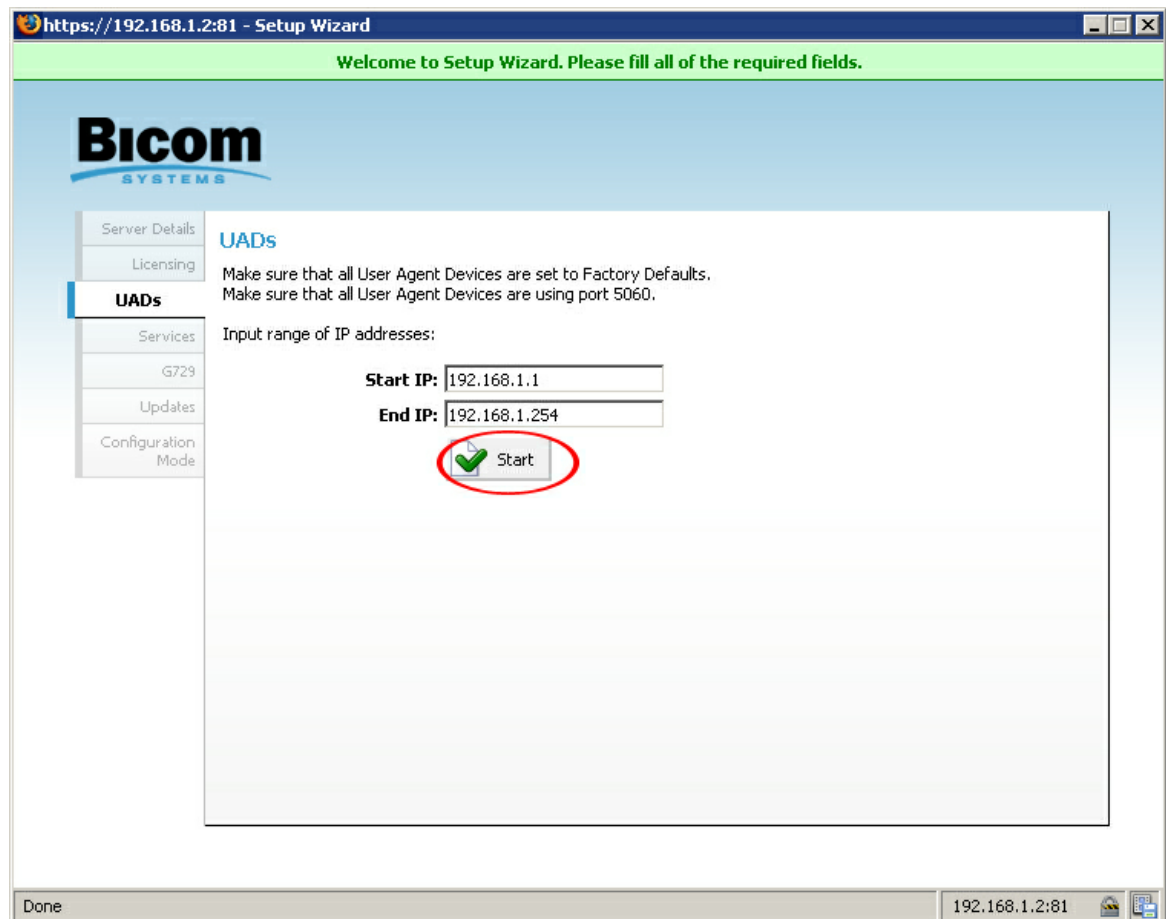 https://192.168.1.2:81 - Setup Wizard
Welcome to Setup Wizard. Please fill all of the required fields.
Bicom
SYSTEMS
Server Details
Licensing
UADs
Services
G729
Updates
Configuration
Mode
UADs
Make sure that all User Agent Devices are set to Factory Defaults.
Make sure that all User Agent Devices are using port 5060.
Input range of IP addresses:
Start IP: 192.168.1.1
End IP: 192.168.1.254
Start
Done
192.168.1.2:81